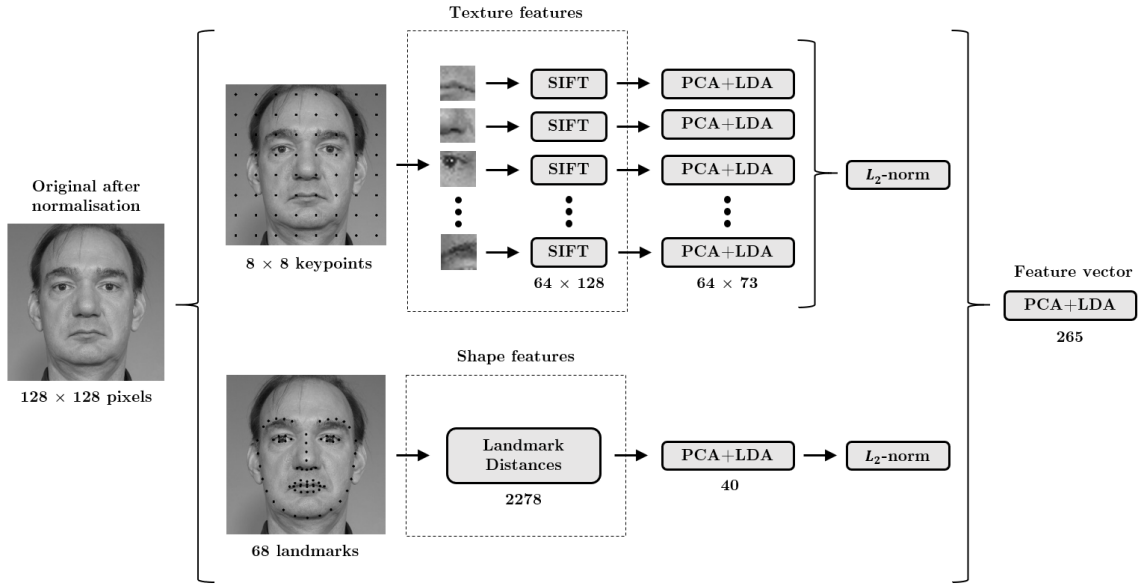 Original after
normalisation
128 × 128 pixels
8 × 8 keypoints
Texture features
SIFT
PCA+LDA
SIFT
PCA+LDA
SIFT
PCA+LDA
SIFT
PCA+LDA
64 × 128
64 × 73
L₂-norm
68 landmarks
Shape features
Landmark
Distances
2278
PCA+LDA
40
L₂-norm
Feature vector
PCA+LDA
265